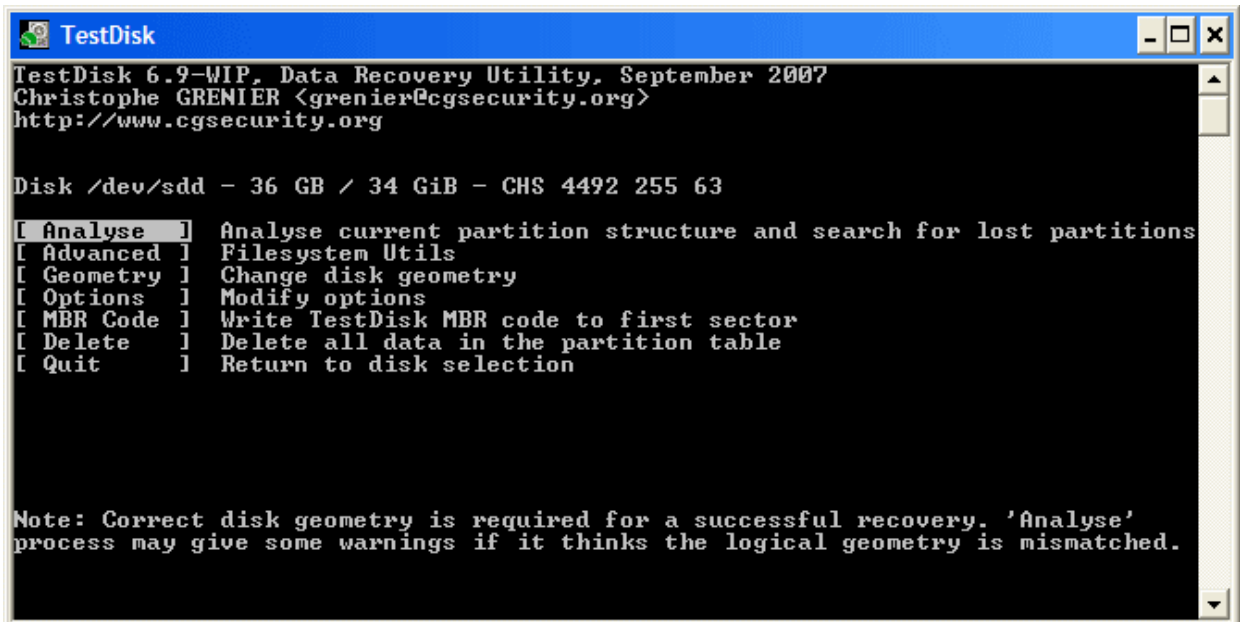 TestDisk
TestDisk 6.9-WIP, Data Recovery Utility, September 2007
Christophe GRENIER <grenier@cgsecurity.org>
http://www.cgsecurity.org
Disk /dev/sdd - 36 GB / 34 GiB - CHS 4492 255 63
[ Analyse  ]  Analyse current partition structure and search for lost partitions
[ Advanced ]  Filesystem Utils
[ Geometry ]  Change disk geometry
[ Options  ]  Modify options
[ MBR Code ]  Write TestDisk MBR code to first sector
[ Delete   ]  Delete all data in the partition table
[ Quit     ]  Return to disk selection
Note: Correct disk geometry is required for a successful recovery. 'Analyse'
process may give some warnings if it thinks the logical geometry is mismatched.